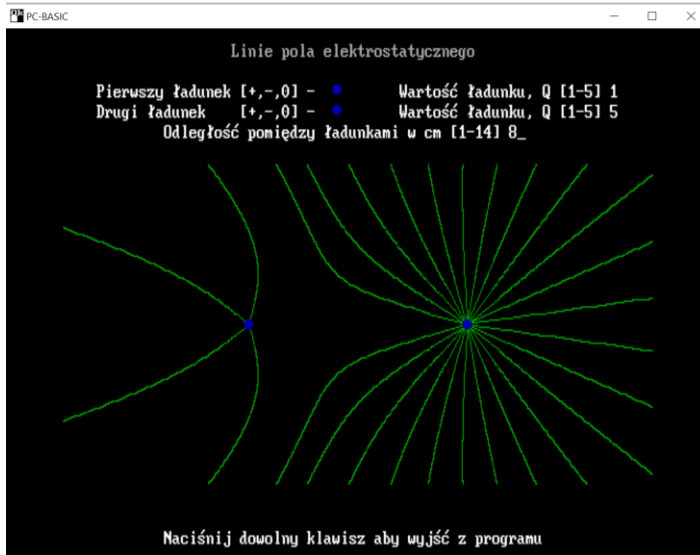 PC-BASIC
Linie pola elektrostatycznego
Pierwszy ładunek [+,-,0] - Wartość ładunku, Q [1-5] 1
Drugi ładunek [+,-,0] - Wartość ładunku, Q [1-5] 5
Odległość pomiędzy ładunkami w cm [1-14] 8_
Naciśnij dowolny klawisz aby wyjść z programu